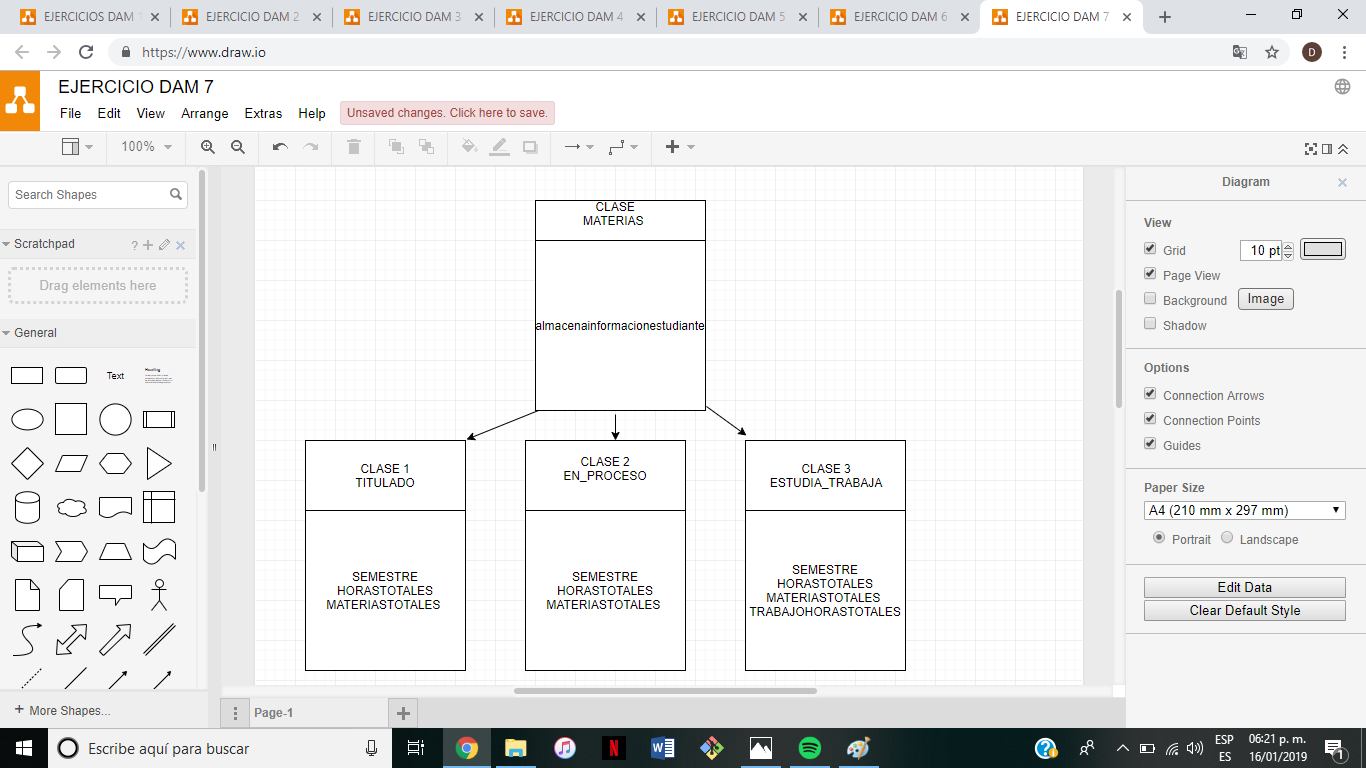 EJERCICIOS DAM 1
EJERCICIO DAM 2
EJERCICIO DAM 3
EJERCICIO DAM 4
EJERCICIO DAM 5
EJERCICIO DAM 6
EJERCICIO DAM 7
https://www.draw.io
D
EJERCICIO DAM 7
File Edit View Arrange Extras Help Unsaved changes. Click here to save.
100%
Search Shapes
Scratchpad
?
Drag elements here
General
Text
Heading
More Shapes...
CLASE
MATERIAS
almacenainformacionestudiante
CLASE 1
TITULADO
SEMESTRE
HORASTOTALES
MATERIASTOTALES
CLASE 2
EN_PROCESO
SEMESTRE
HORASTOTALES
MATERIASTOTALES
CLASE 3
ESTUDIA_TRABAJA
SEMESTRE
HORASTOTALES
MATERIASTOTALES
TRABAJOHORASTOTALES
Page-1
Diagram
View
Grid 10 pt
Page View
Background Image
Shadow
Options
Connection Arrows
Connection Points
Guides
Paper Size
A4 (210 mm x 297 mm)
Portrait Landscape
Edit Data
Clear Default Style
Escribe aquí para buscar
N
W
?
ESP
ES
06:21 p. m.
16/01/2019
1